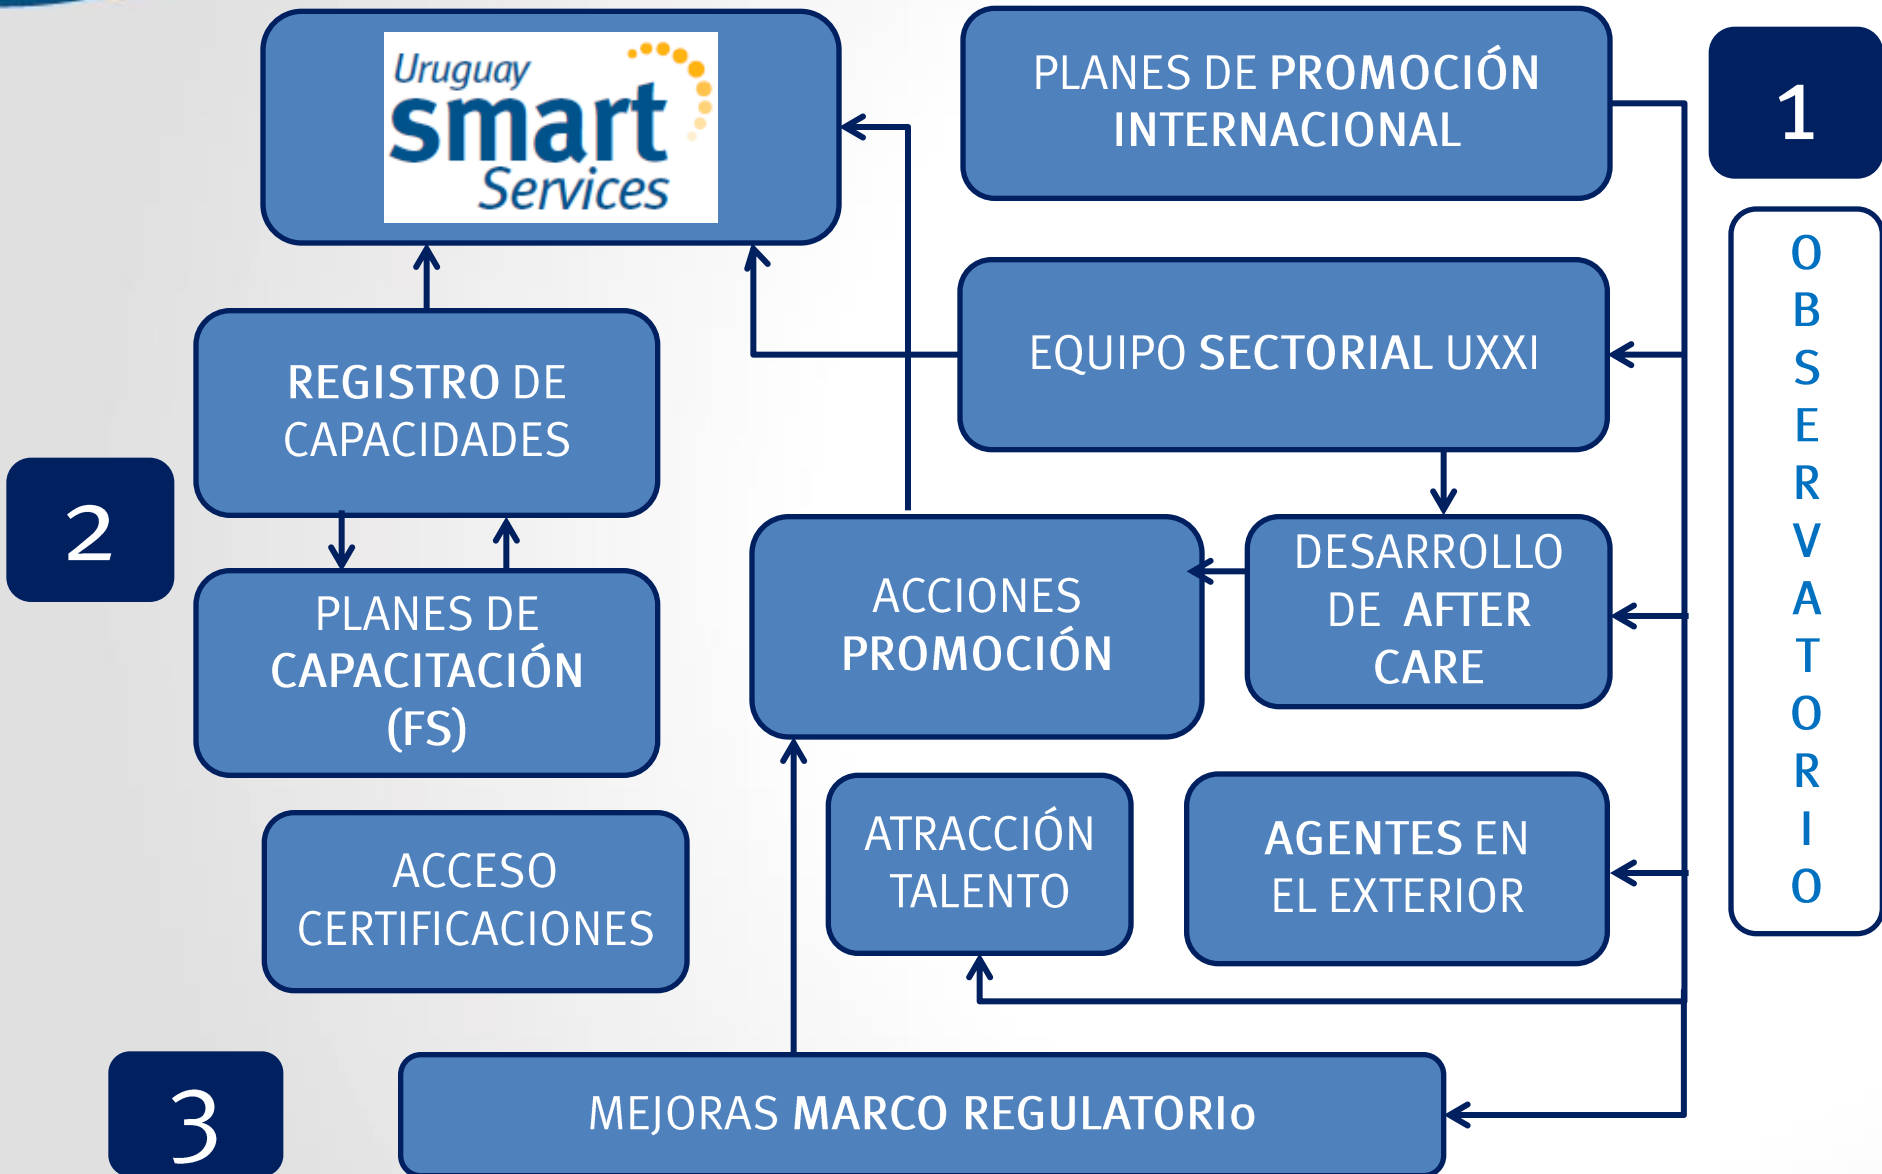 Uruguay
smart
Services
PLANES DE PROMOCIÓN
INTERNACIONAL
1
O
B
S
E
R
V
A
T
O
R
I
O
EQUIPO SECTORIAL UXXI
REGISTRO DE
CAPACIDADES
2
PLANES DE
CAPACITACIÓN
(FS)
ACCIONES
PROMOCIÓN
DESARROLLO
DE AFTER
CARE
ACCESO
CERTIFICACIONES
ATRACCIÓN
TALENTO
AGENTES EN
EL EXTERIOR
3
MEJORAS MARCO REGULATORIo